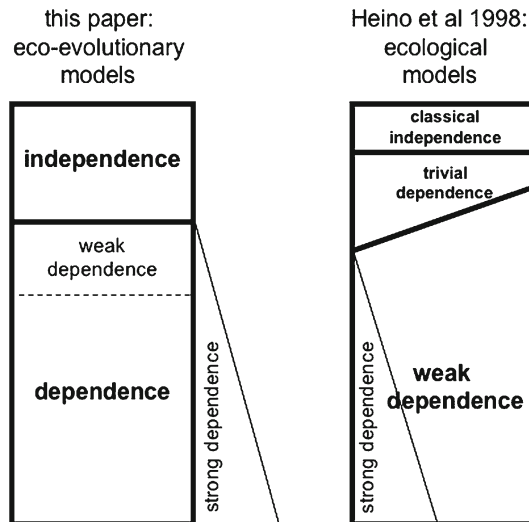 this paper:
eco-evolutionary
models
independence
weak
dependence
dependence
strong dependence
Heino et al 1998:
ecological
models
classical
independence
trivial
dependence
weak
dependence
strong dependence